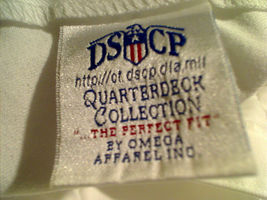 DSCP
http://ct.dscp.dla.mil
QUARTERDECK
COLLECTION
"...THE PERFECT FIT"
BY OMEGA
APPAREL INC.